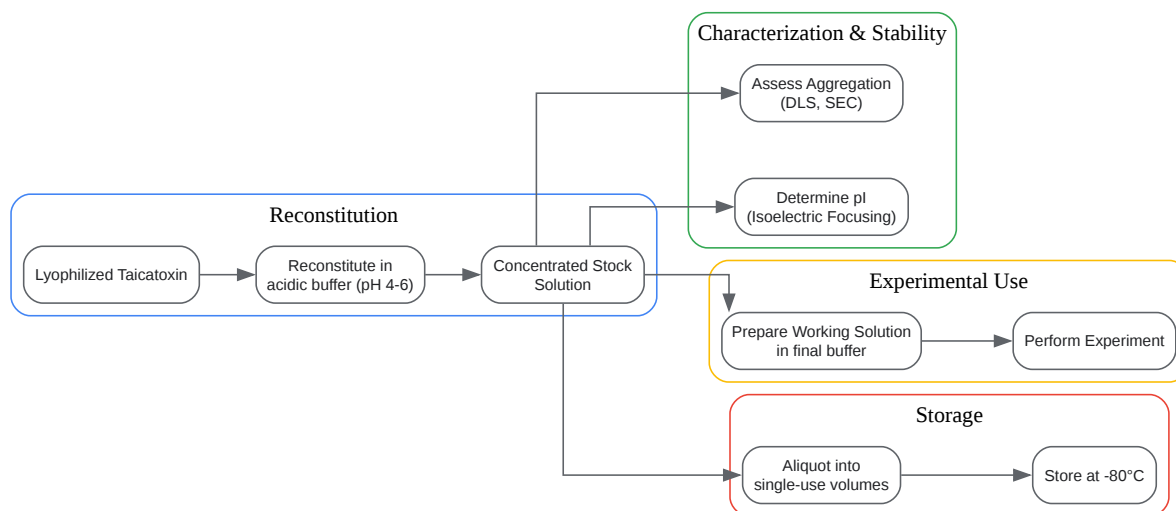 Characterization & Stability
Assess Aggregation
(DLS, SEC)
Determine pI
(Isoelectric Focusing)
Reconstitution
Lyophilized Taicatoxin
Reconstitute in
acidic buffer (pH 4-6)
Concentrated Stock
Solution
Experimental Use
Prepare Working Solution
in final buffer
Perform Experiment
Storage
Aliquot into
single-use volumes
Store at -80°C